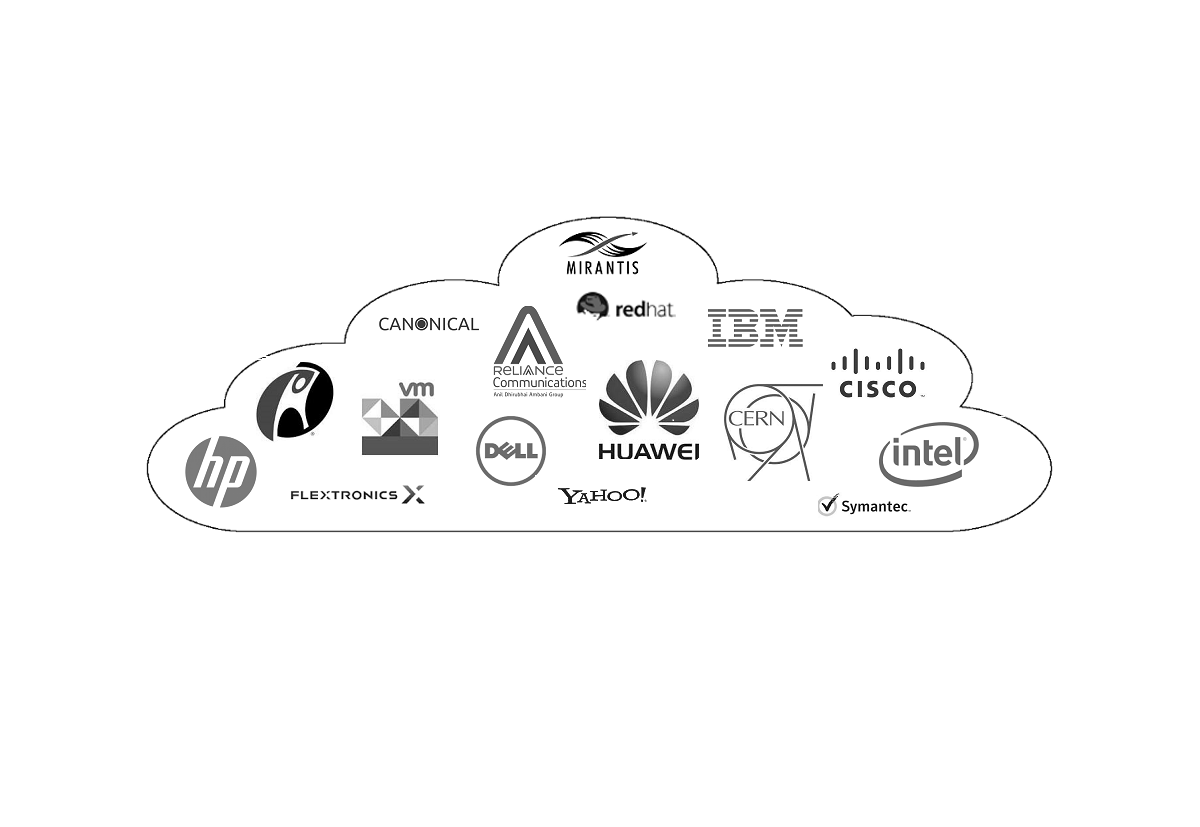 MIRANTIS
redhat.
CANONICAL
IBM
RELIANCE
Communications
Anil Dhirubhai Ambani Group
CISCO
TM
vm
HUAWEI
CERN
DELL
intel
®
hp
®
FLEXTRONICS X
YAHOO!
Symantec.